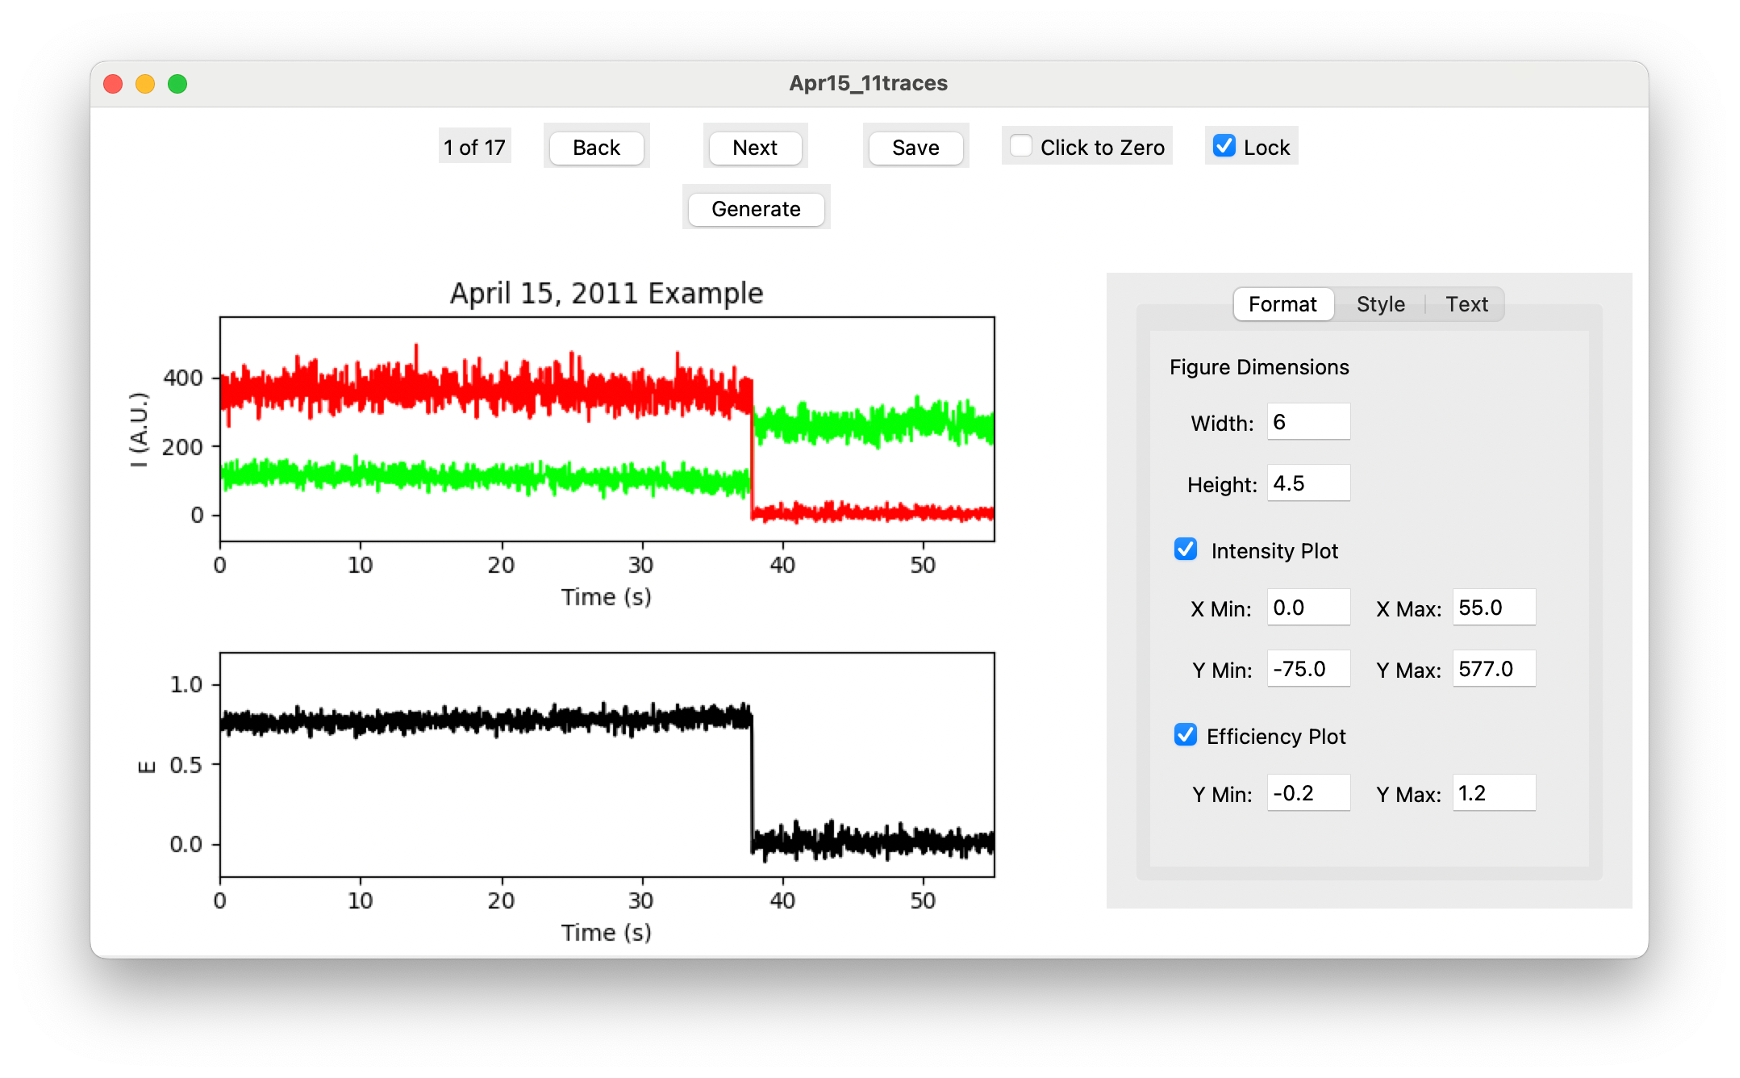 Apr15_11traces
1 of 17 Back Next Save Click to Zero Lock
Generate
April 15, 2011 Example
I (A.U.)
400
200
0
0 10 20 30 40 50
Time (s)
E
1.0
0.5
0.0
0 10 20 30 40 50
Time (s)
Format Style Text
Figure Dimensions
Width: 6
Height: 4.5
Intensity Plot
X Min: 0.0 X Max: 55.0
Y Min: -75.0 Y Max: 577.0
Efficiency Plot
Y Min: -0.2 Y Max: 1.2